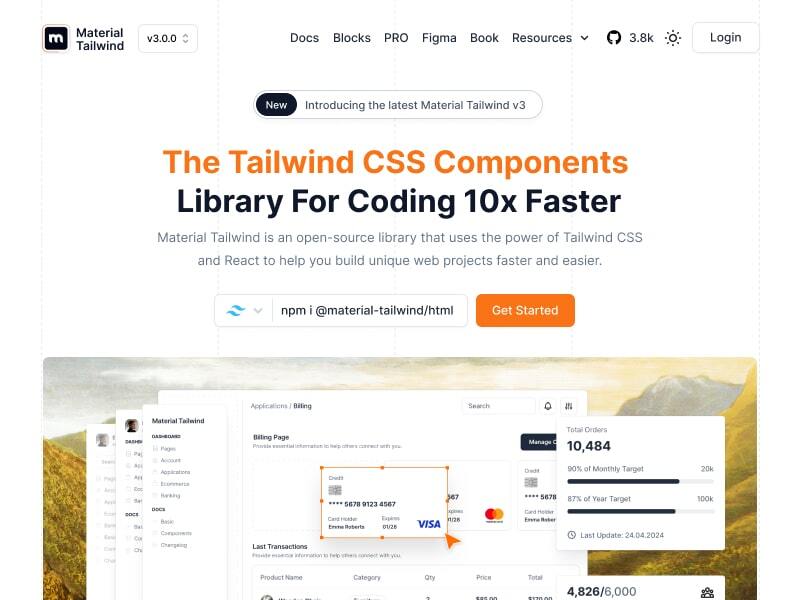 Material
Tailwind
v3.0.0
Docs
Blocks
PRO
Figma
Book
Resources
3.8k
Login
New
Introducing the latest Material Tailwind v3
The Tailwind CSS Components
Library For Coding 10x Faster
Material Tailwind is an open-source library that uses the power of Tailwind CSS
and React to help you build unique web projects faster and easier.
npm i @material-tailwind/html
Get Started
Material Tailwind
DASHBOARD
Pages
Account
Applications
Ecommerce
Banking
DOCS
Basic
Components
Changelog
Applications / Billing
Search
Billing Page
Provide essential information to help others connect with you.
Manage
Credit
**** 5678 9123 4567
Card Holder
Emma Roberts
Expires
01/28
VISA
mastercard
Credit
**** 5678
Card Holder
Last Transactions
Provide essential information to help others connect with you.
Product Name
Category
Qty
Price
Total
Total Orders
10,484
90% of Monthly Target
20k
87% of Year Target
100k
Last Update: 24.04.2024
4,826/6,000